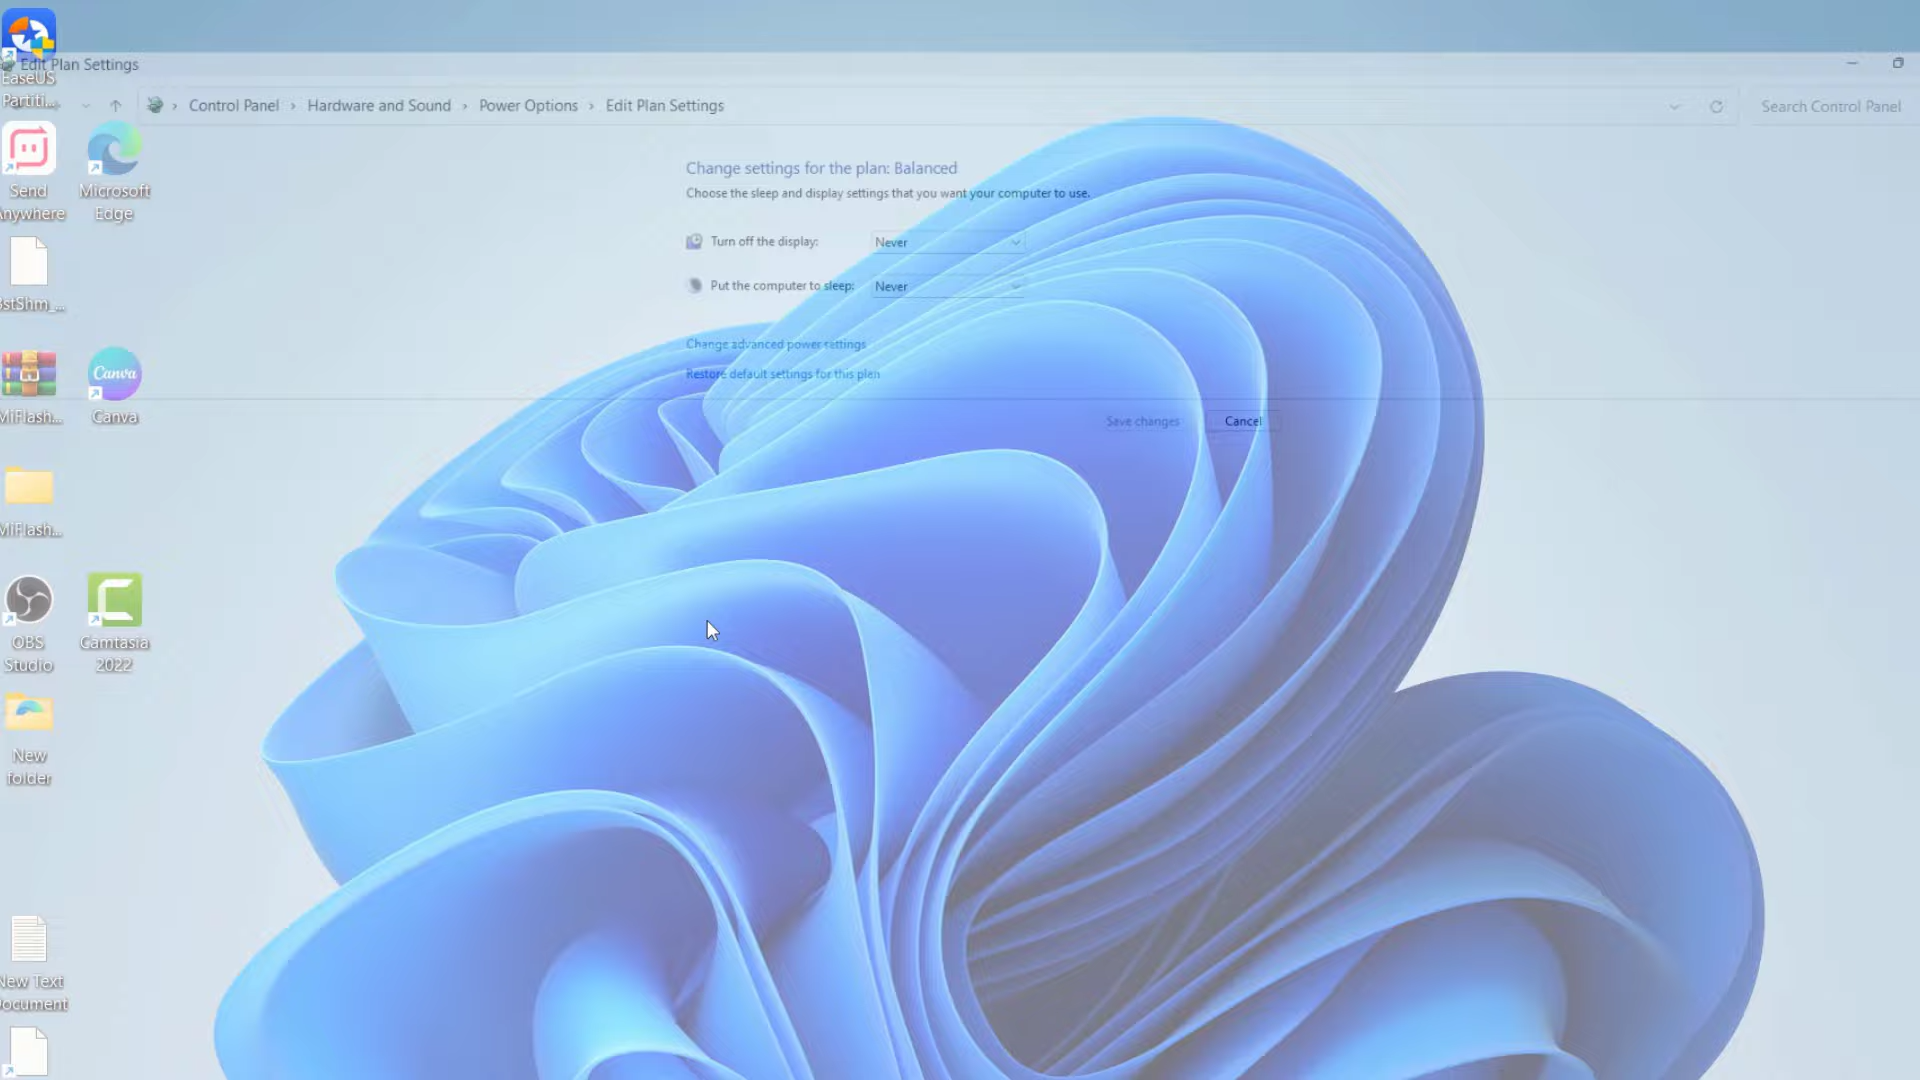 Edit Plan Settings
Control Panel › Hardware and Sound › Power Options › Edit Plan Settings
Search Control Panel
Change settings for the plan: Balanced
Choose the sleep and display settings that you want your computer to use.
Turn off the display: Never
Put the computer to sleep: Never
Change advanced power settings
Restore default settings for this plan
Save changes
Cancel
EaseUS
Partiti...
Send
Anywhere
Microsoft
Edge
stShm_...
MiFlash...
Canva
Canva
MiFlash...
OBS
Studio
Camtasia
2022
New
folder
New Text
Document